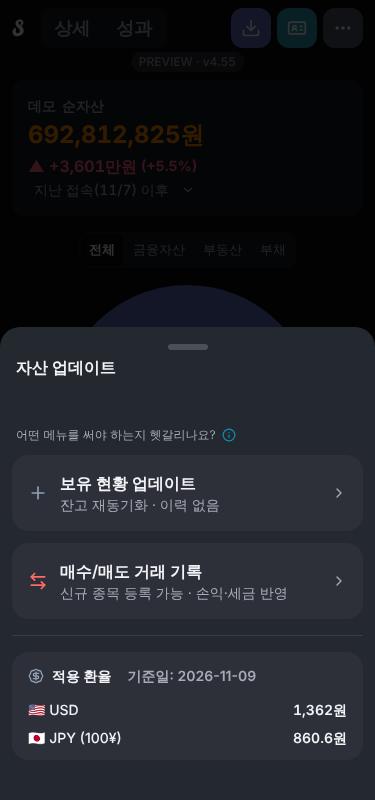 상세 성과
PREVIEW · v4.55
데모 순자산
692,812,825원
▲ +3,601만원 (+5.5%)
지난 접속(11/7) 이후
전체 금융자산 부동산 부채
자산 업데이트
어떤 메뉴를 써야 하는지 헷갈리나요?
보유 현황 업데이트
잔고 재동기화 · 이력 없음
매수/매도 거래 기록
신규 종목 등록 가능 · 손익·세금 반영
적용 환율 기준일: 2026-11-09
🇺🇸 USD 1,362원
🇯🇵 JPY (100¥) 860.6원